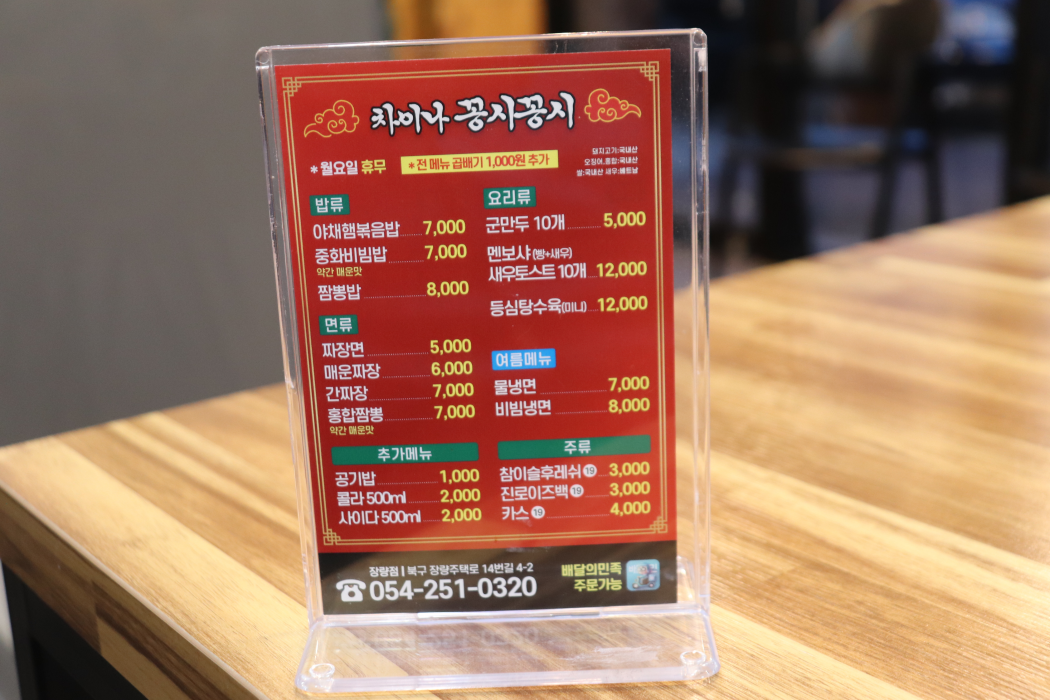 차이나 꽁시꽁시
*월요일 휴무
*전 메뉴 곱배기 1,000원 추가
돼지고기:국내산
오징어,홍합:국내산
쌀:국내산 새우:베트남
밥류
야채햄볶음밥 7,000
중화비빔밥 7,000
약간 매운맛
짬뽕밥 8,000
면류
짜장면 5,000
매운짜장 6,000
간짜장 7,000
홍합짬뽕 7,000
약간 매운맛
추가메뉴
공기밥 1,000
콜라 500ml 2,000
사이다 500ml 2,000
요리류
군만두 10개 5,000
멘보샤 (빵+새우)
새우토스트 10개 12,000
등심탕수육(미니) 12,000
여름메뉴
물냉면 7,000
비빔냉면 8,000
주류
참이슬후레쉬 19 3,000
진로이즈백 19 3,000
카스 19 4,000
장량점 | 북구 장량주택로 14번길 4-2
054-251-0320
배달의민족
주문가능